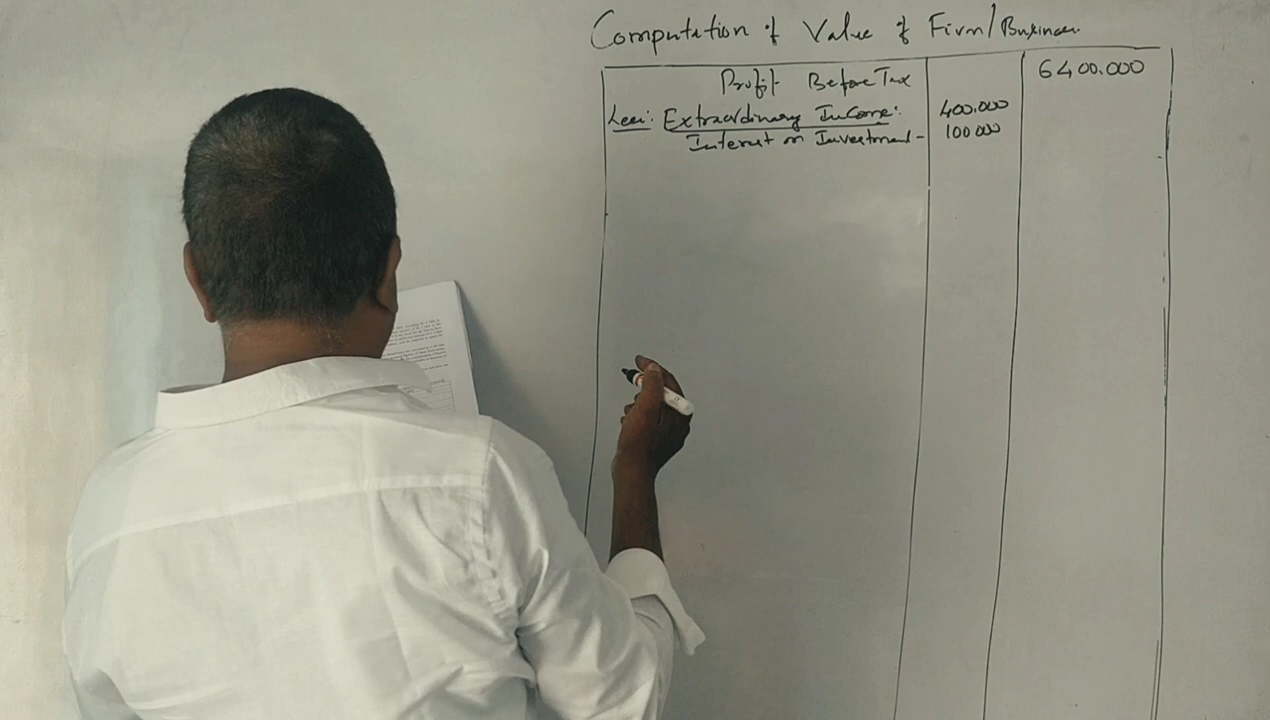 Computation of Value of Firm/Business
Profit Before Tax 6400.000
Less: Extraordinary Income: 400.000
Interest on Investment - 100 000